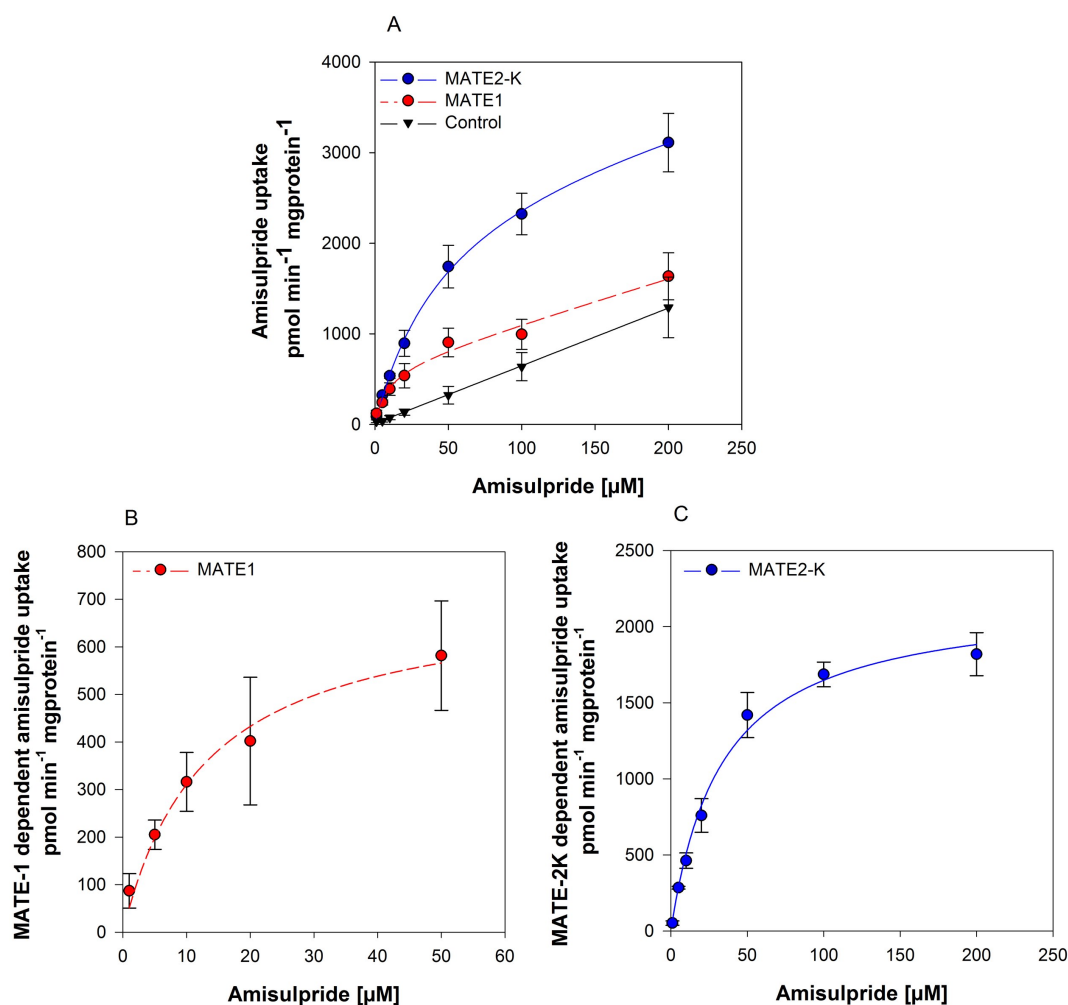 A
Amisulpride uptake
pmol min-1 mgprotein-1
4000
3000
2000
1000
0
MATE2-K
MATE1
Control
0 50 100 150 200 250
Amisulpride [µM]
B
MATE-1 dependent amisulpride uptake
pmol min-1 mgprotein-1
800
700
600
500
400
300
200
100
0
MATE1
0 10 20 30 40 50 60
Amisulpride [µM]
C
MATE-2K dependent amisulpride uptake
pmol min-1 mgprotein-1
2500
2000
1500
1000
500
0
MATE2-K
0 50 100 150 200 250
Amisulpride [µM]